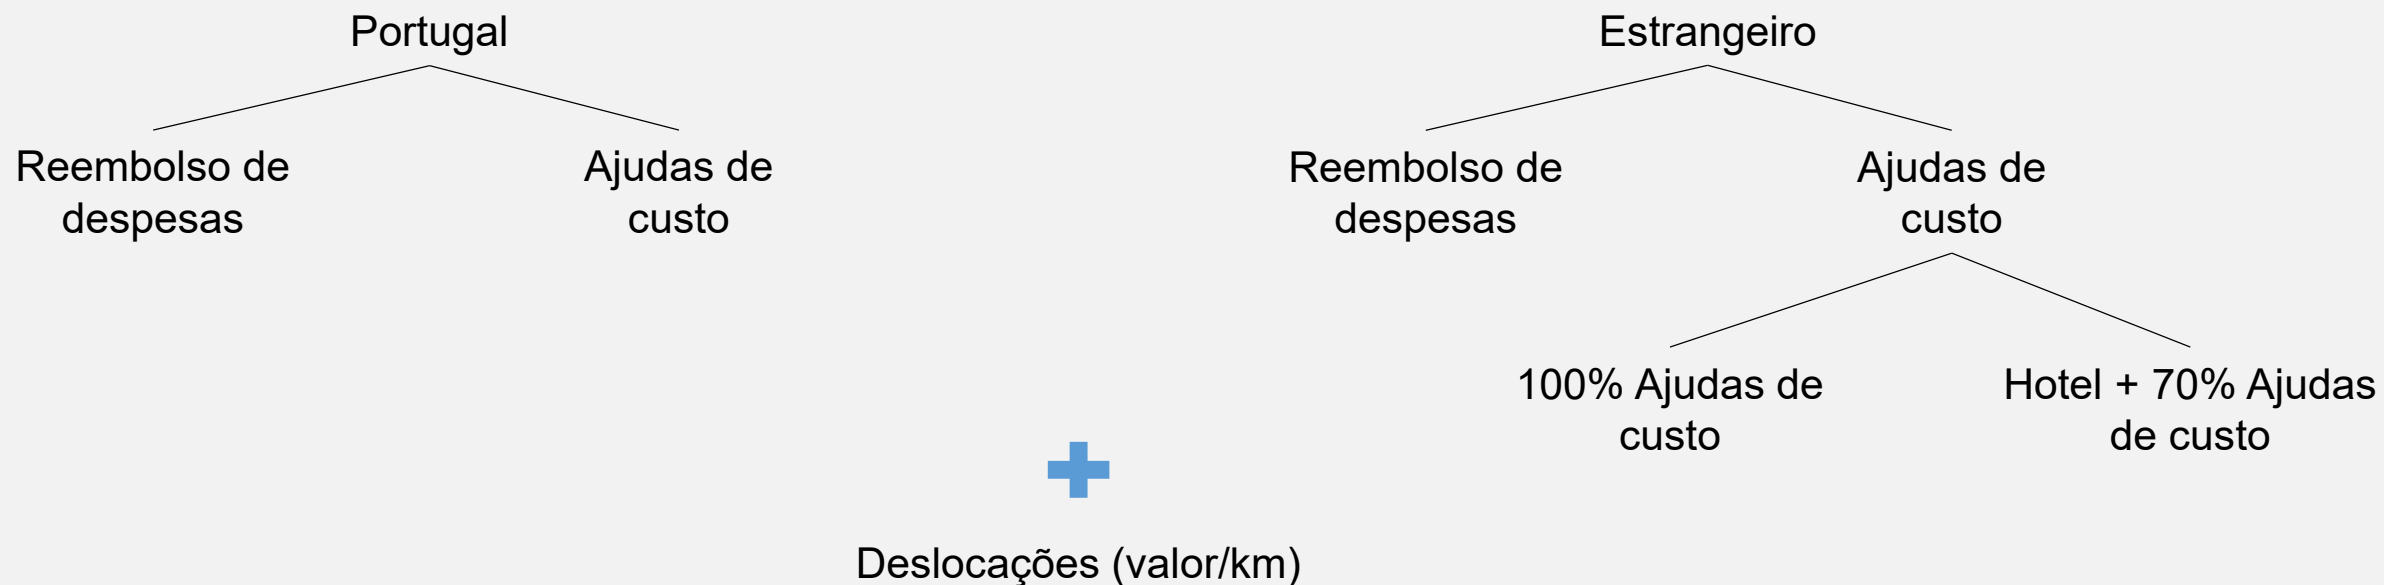 Portugal
Estrangeiro
Reembolso de
despesas
Ajudas de
custo
Reembolso de
despesas
Ajudas de
custo
100% Ajudas de
custo
Hotel + 70% Ajudas
de custo
Deslocações (valor/km)